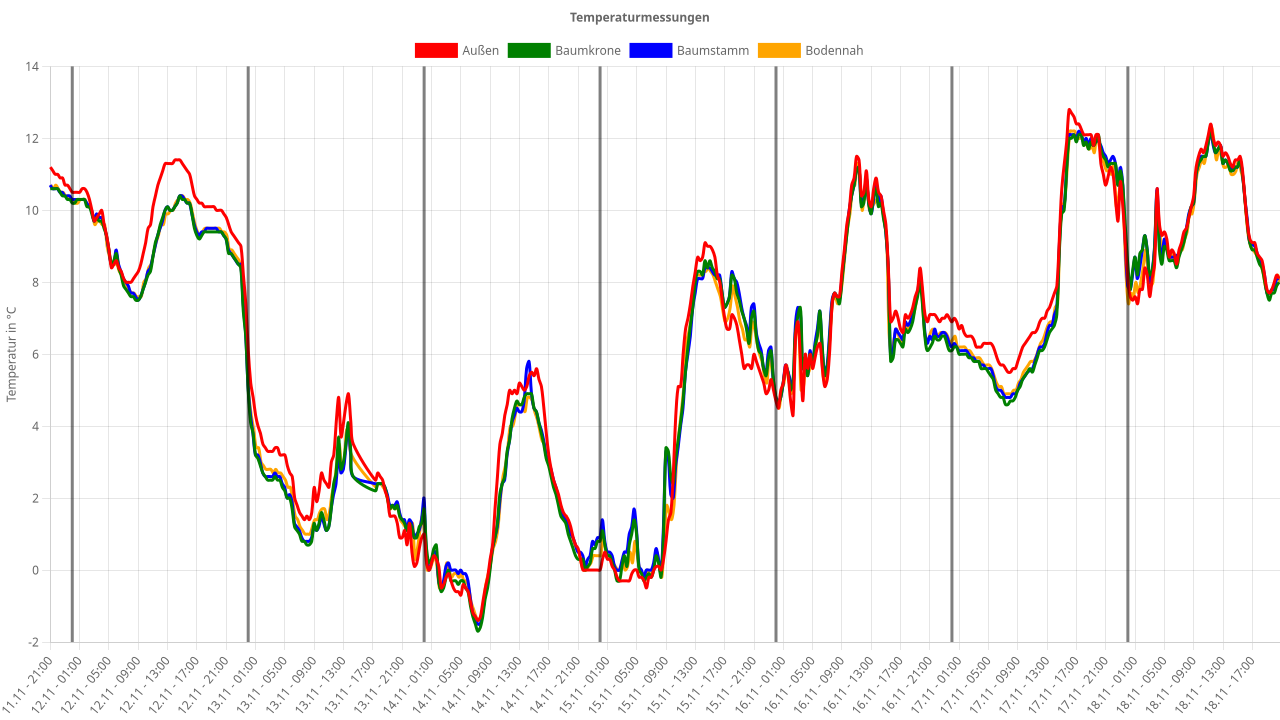 Temperaturmessungen
Außen Baumkrone Baumstamm Bodennah
Temperatur in °C
14
12
10
8
6
4
2
0
-2
11.11 - 21:00
12.11 - 01:00
12.11 - 05:00
12.11 - 09:00
12.11 - 13:00
12.11 - 17:00
12.11 - 21:00
13.11 - 01:00
13.11 - 05:00
13.11 - 09:00
13.11 - 13:00
13.11 - 17:00
13.11 - 21:00
14.11 - 01:00
14.11 - 05:00
14.11 - 09:00
14.11 - 13:00
14.11 - 17:00
14.11 - 21:00
15.11 - 01:00
15.11 - 05:00
15.11 - 09:00
15.11 - 13:00
15.11 - 17:00
15.11 - 21:00
16.11 - 01:00
16.11 - 05:00
16.11 - 09:00
16.11 - 13:00
16.11 - 17:00
16.11 - 21:00
17.11 - 01:00
17.11 - 05:00
17.11 - 09:00
17.11 - 13:00
17.11 - 17:00
17.11 - 21:00
18.11 - 01:00
18.11 - 05:00
18.11 - 09:00
18.11 - 13:00
18.11 - 17:00